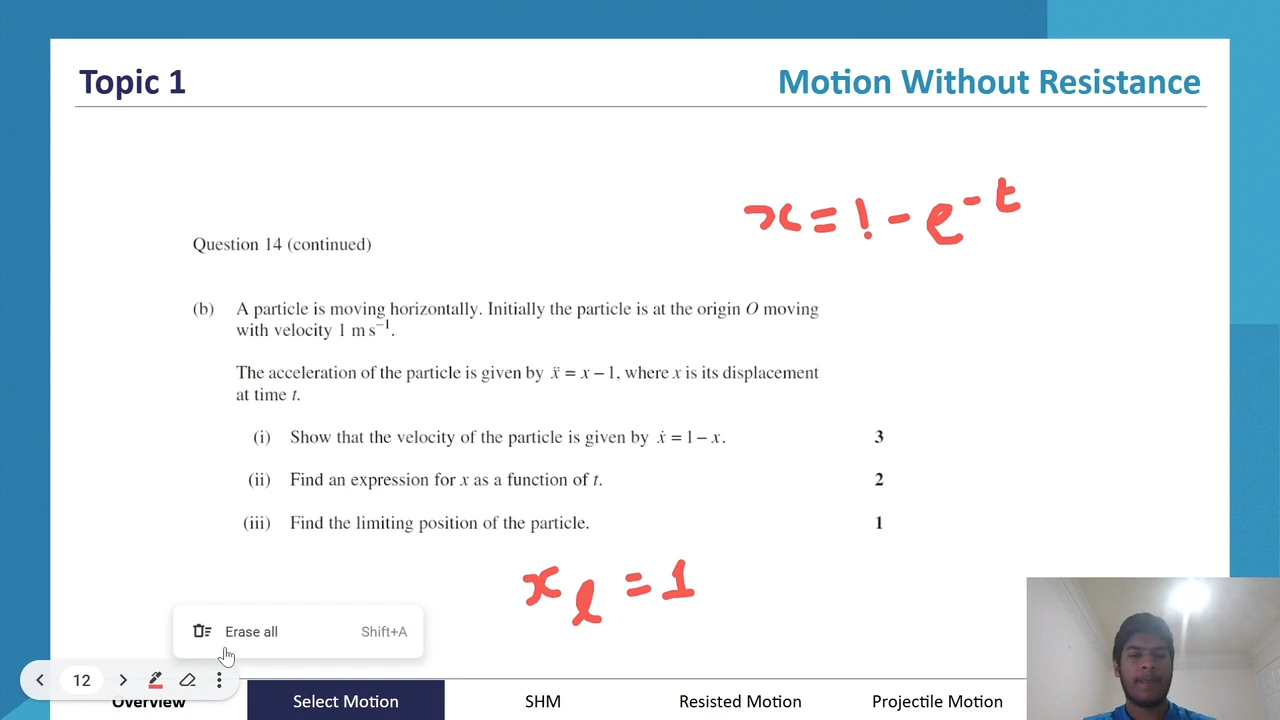 Topic 1
Motion Without Resistance
x = 1 - e^-t
Question 14 (continued)
(b) A particle is moving horizontally. Initially the particle is at the origin O moving
with velocity 1 m s⁻¹.
The acceleration of the particle is given by ẍ = x − 1, where x is its displacement
at time t.
(i) Show that the velocity of the particle is given by ẋ = 1 − x. 3
(ii) Find an expression for x as a function of t. 2
(iii) Find the limiting position of the particle. 1
x l = 1
Erase all Shift+A
12
Overview Select Motion SHM Resisted Motion Projectile Motion